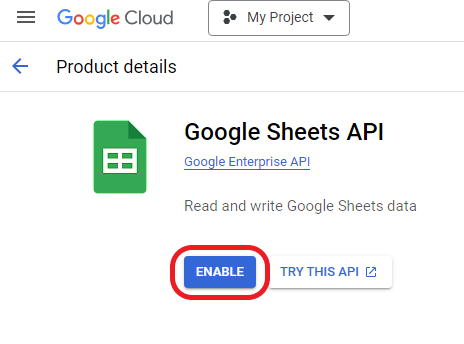 Google Cloud
My Project
Product details
Google Sheets API
Google Enterprise API
Read and write Google Sheets data
ENABLE
TRY THIS API